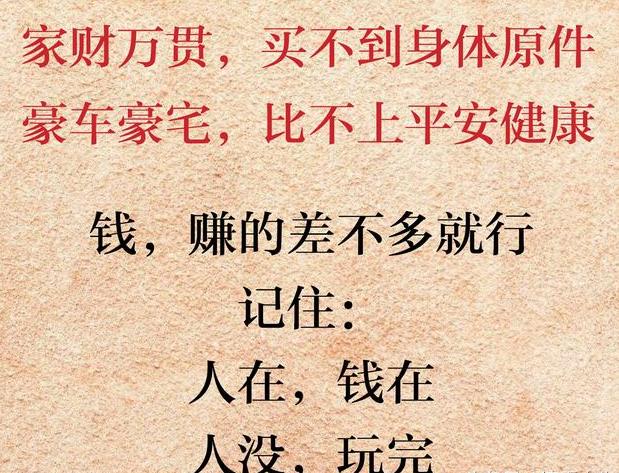 家财万贯，买不到身体原件
豪车豪宅，比不上平安健康
钱，赚的差不多就行
记住：
人在，钱在
人没，玩完